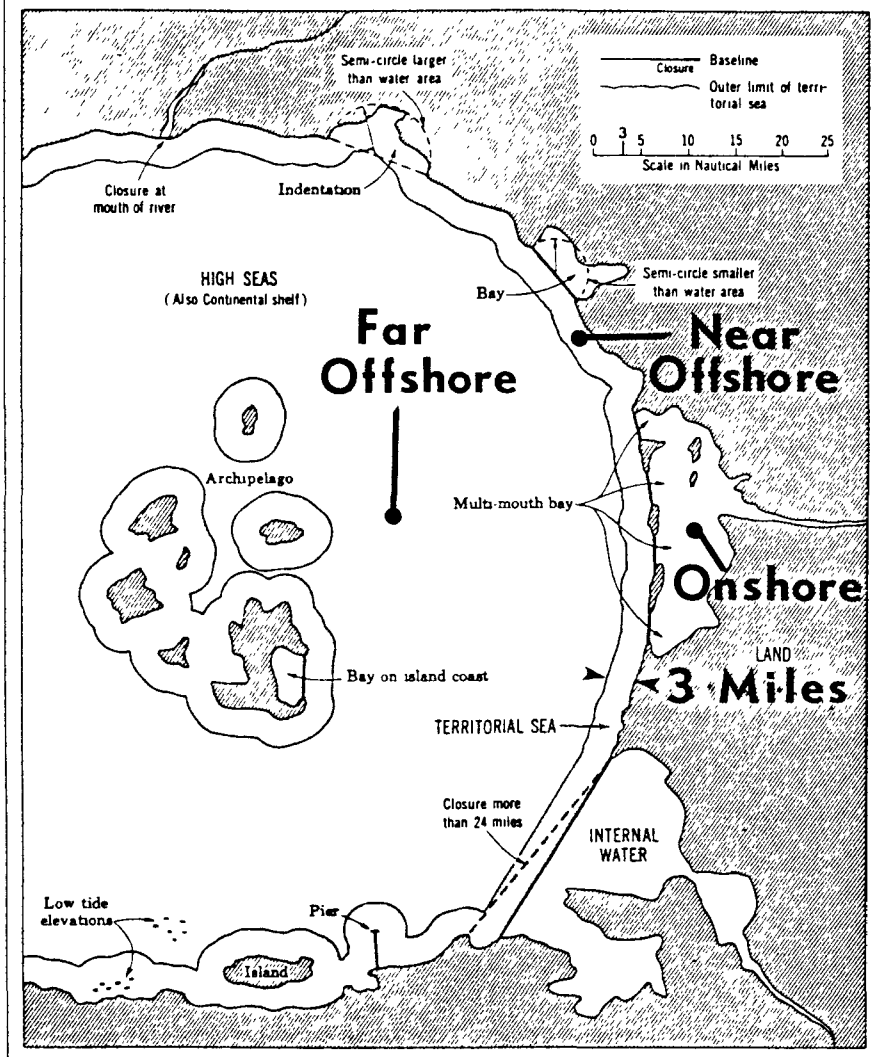 Semi-circle larger
than water area
Closure
Baseline
Outer limit of terri-
torial sea
0 3 5 10 15 20 25
Scale in Nautical Miles
Closure at
mouth of river
Indentation
HIGH SEAS
(Also Continental shelf)
Bay
Semi-circle smaller
than water area
Far
Offshore
Near
Offshore
Archipelago
Multi-mouth bay
Onshore
LAND
Bay on island coast
3 Miles
TERRITORIAL SEA
Closure more
than 24 miles
INTERNAL
WATER
Low tide
elevations
Pier
Island